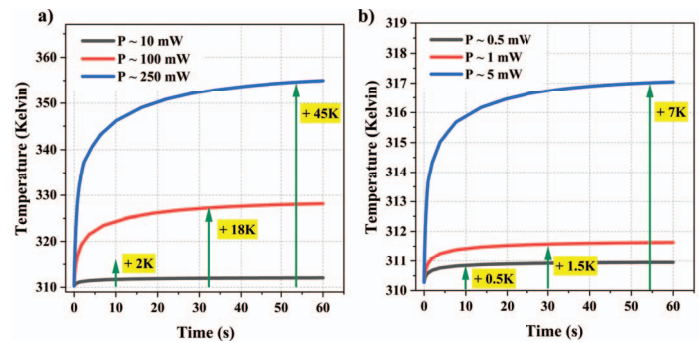 a)
P ~ 10 mW
P ~ 100 mW
P ~ 250 mW
Temperature (Kelvin)
360
350
340
330
320
310
+ 45K
+ 18K
+ 2K
0 10 20 30 40 50 60
Time (s)
b)
P ~ 0.5 mW
P ~ 1 mW
P ~ 5 mW
Temperature (Kelvin)
319
318
317
316
315
314
313
312
311
310
+ 7K
+ 1.5K
+ 0.5K
0 10 20 30 40 50 60
Time (s)